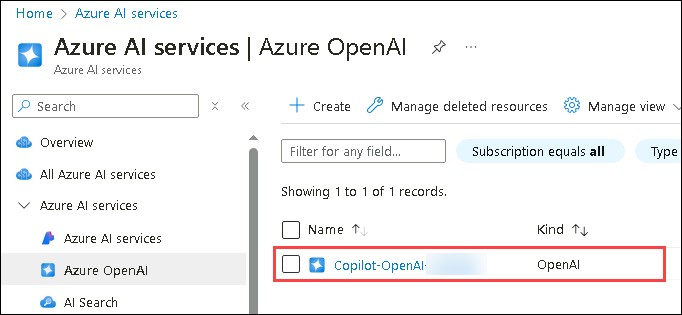 Home > Azure AI services >
Azure AI services | Azure OpenAI ...
Azure AI services
Search
Overview
All Azure AI services
Azure AI services
Azure AI services
Azure OpenAI
AI Search
+ Create Manage deleted resources Manage view
Filter for any field... Subscription equals all Type
Showing 1 to 1 of 1 records.
Name Kind
Copilot-OpenAI- OpenAI